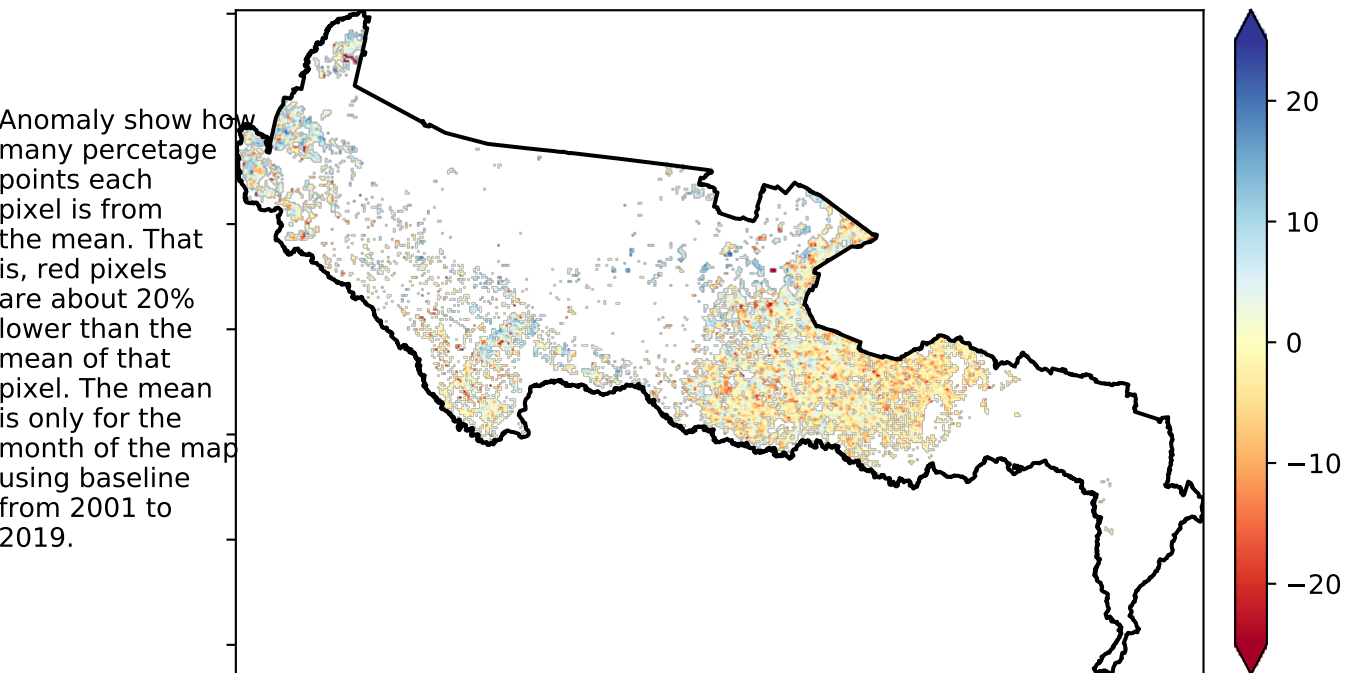 Anomaly show how
many percetage
points each
pixel is from
the mean. That
is, red pixels
are about 20%
lower than the
mean of that
pixel. The mean
is only for the
month of the map
using baseline
from 2001 to
2019.
20
10
0
−10
−20